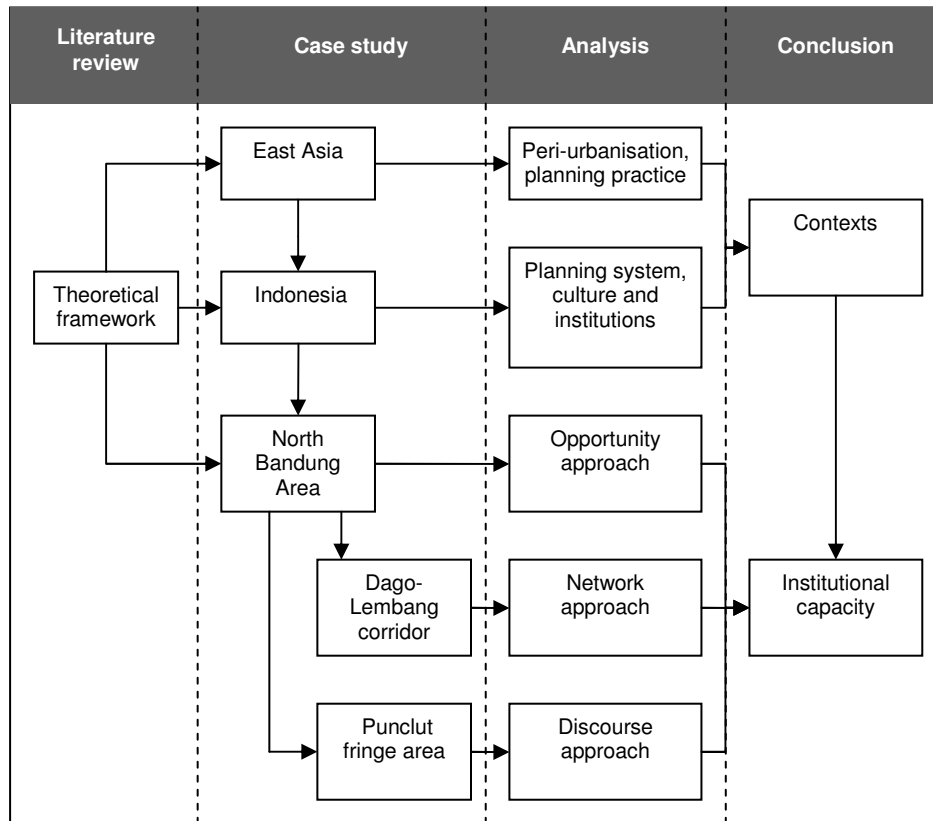 Literature
review
Case study
Analysis
Conclusion
East Asia
Peri-urbanisation,
planning practice
Contexts
Theoretical
framework
Indonesia
Planning system,
culture and
institutions
North
Bandung
Area
Opportunity
approach
Dago-
Lembang
corridor
Network
approach
Institutional
capacity
Punclut
fringe area
Discourse
approach